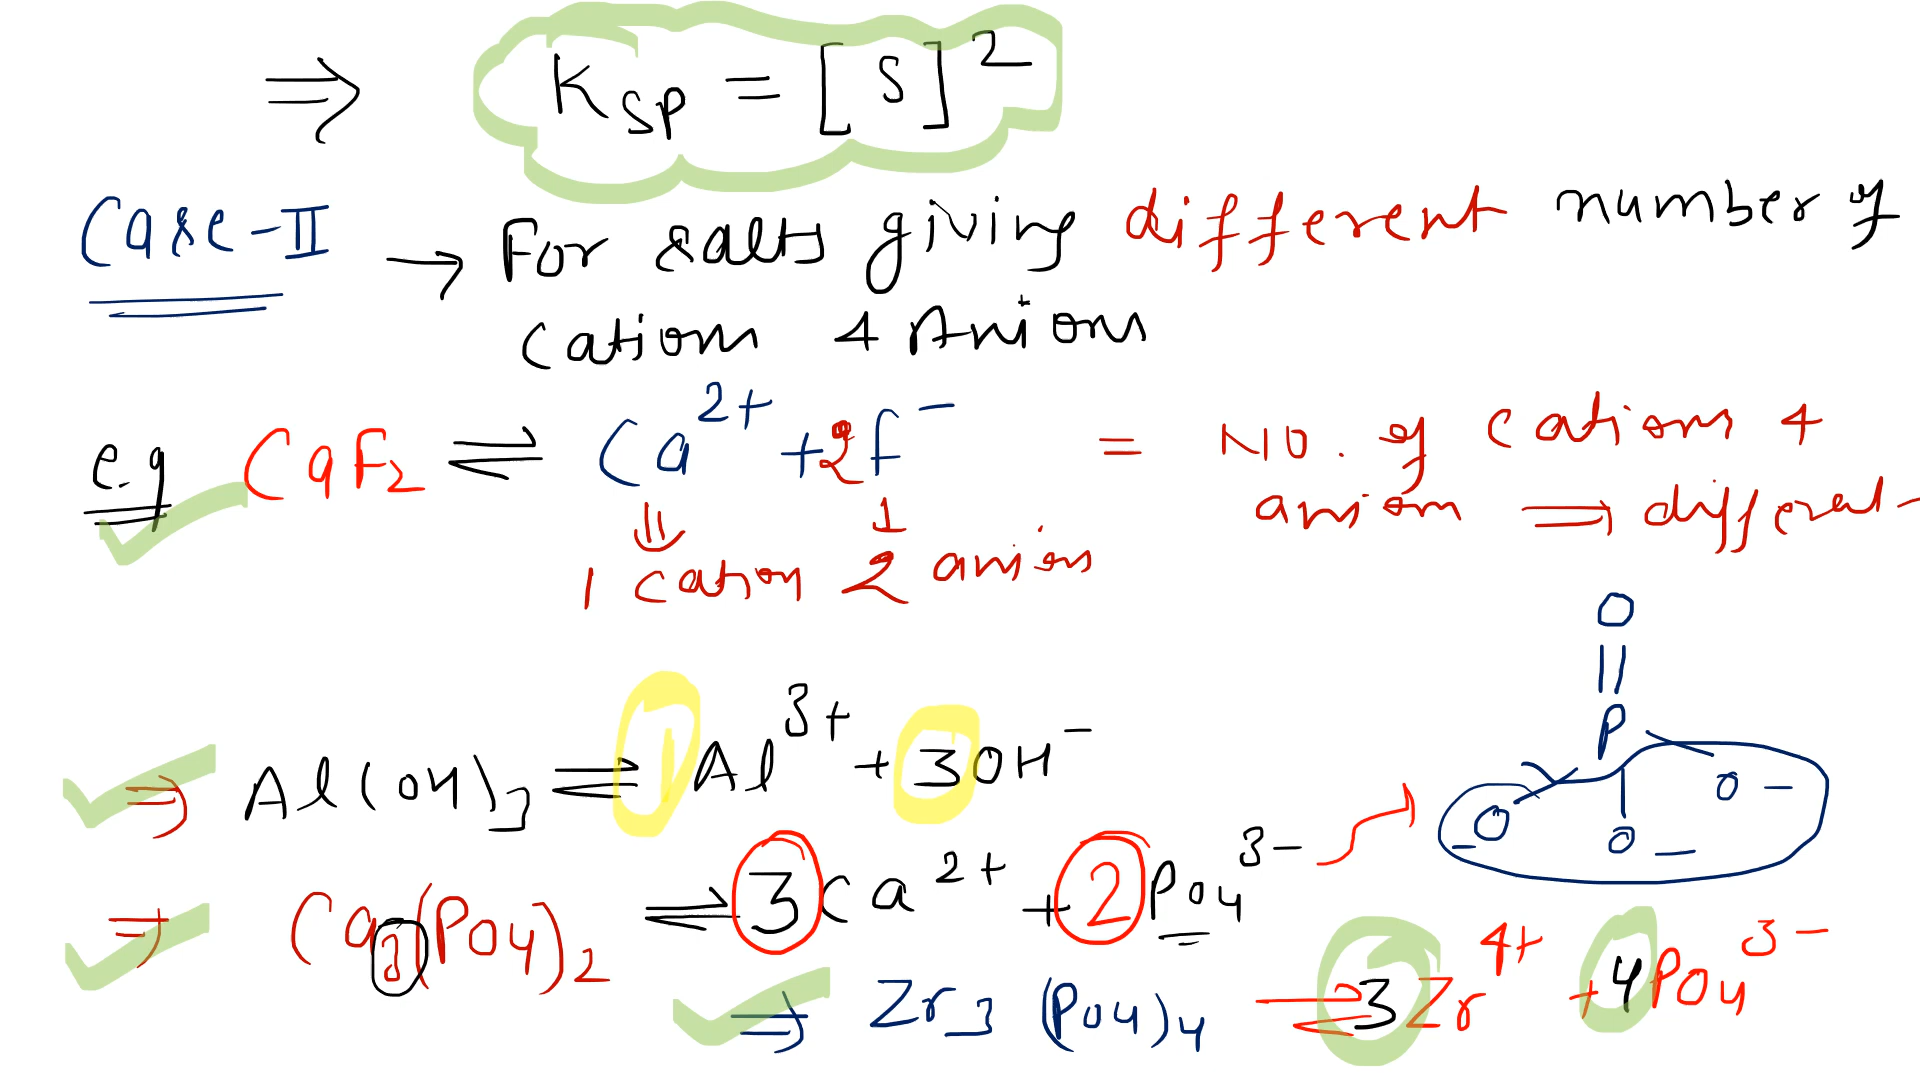 ⇒ KSP = [S]²
Case-II → For salts giving different number of
cations & Anions
e.g CaF₂ ⇌ Ca²⁺ + 2F⁻ = No. of cations &
anion ⇒ different
1 cation 2 anions
⇒ Al(OH)₃ ⇌ 1Al³⁺ + 3OH⁻
⇒ Ca₃(PO₄)₂ ⇌ 3Ca²⁺ + 2PO₄³⁻
⇒ Zr₃(PO₄)₄ ⇌ 3Zr⁴⁺ + 4PO₄³⁻
O
P
⁻O O⁻ O⁻